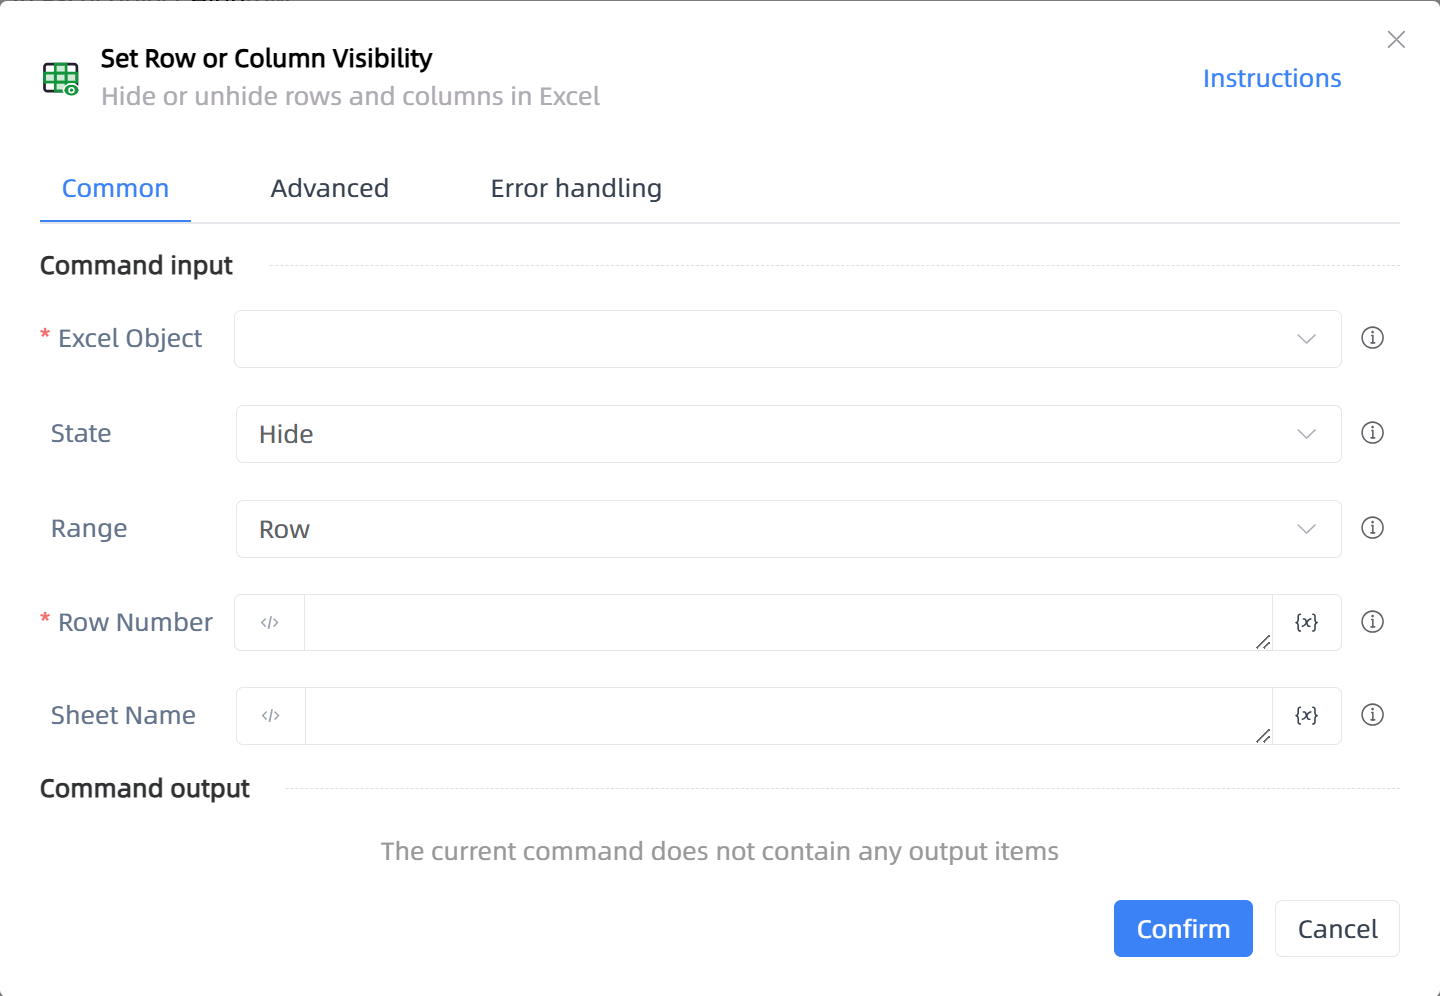 Set Row or Column Visibility
Hide or unhide rows and columns in Excel
Instructions
Common Advanced Error handling
Command input
* Excel Object
State Hide
Range Row
* Row Number </> {x}
Sheet Name </> {x}
Command output
The current command does not contain any output items
Confirm Cancel